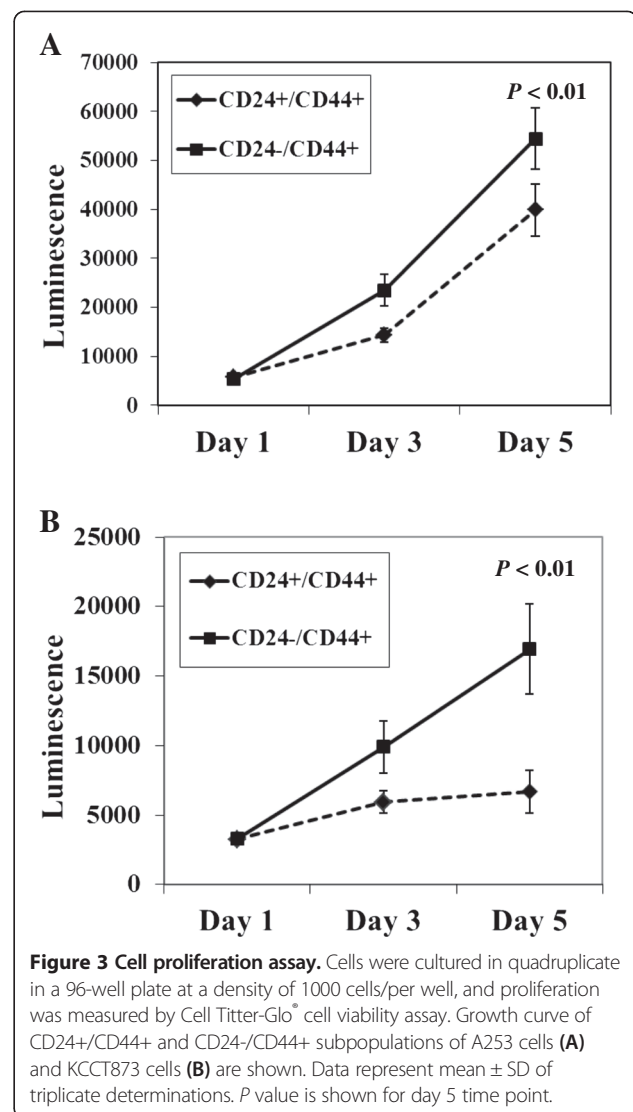 A
70000
60000
50000
40000
30000
20000
10000
0
Luminescence
CD24+/CD44+
CD24-/CD44+
P < 0.01
Day 1 Day 3 Day 5
B
25000
20000
15000
10000
5000
0
Luminescence
CD24+/CD44+
CD24-/CD44+
P < 0.01
Day 1 Day 3 Day 5
Figure 3 Cell proliferation assay. Cells were cultured in quadruplicate
in a 96-well plate at a density of 1000 cells/per well, and proliferation
was measured by Cell Titter-Glo® cell viability assay. Growth curve of
CD24+/CD44+ and CD24-/CD44+ subpopulations of A253 cells (A)
and KCCT873 cells (B) are shown. Data represent mean ± SD of
triplicate determinations. P value is shown for day 5 time point.